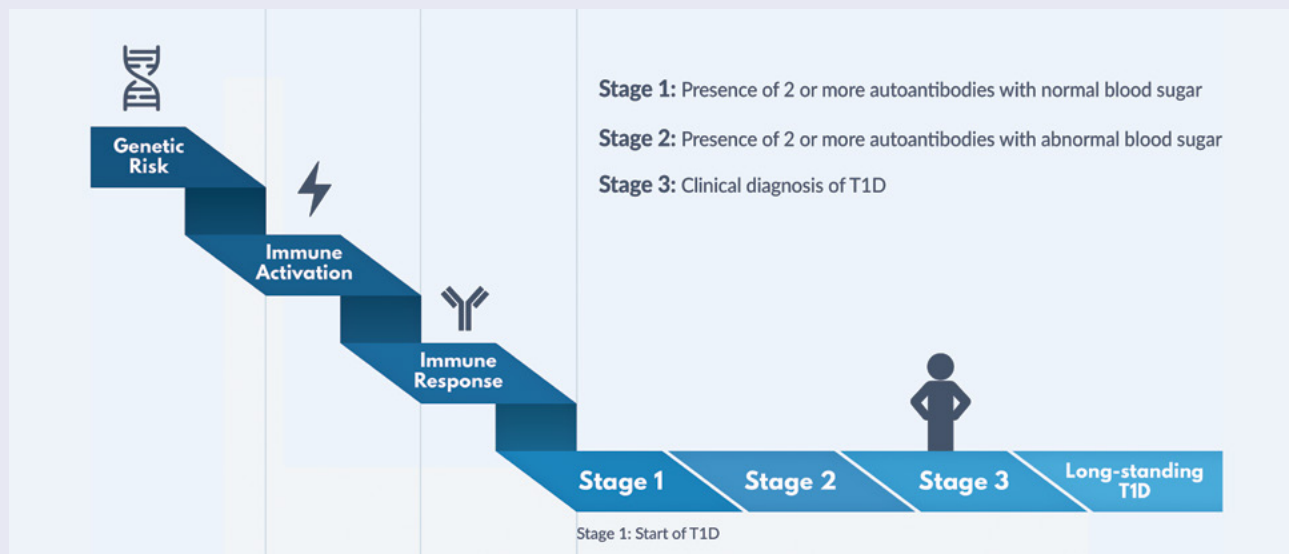 Stage 1: Presence of 2 or more autoantibodies with normal blood sugar
Stage 2: Presence of 2 or more autoantibodies with abnormal blood sugar
Stage 3: Clinical diagnosis of T1D
Genetic
Risk
Immune
Activation
Immune
Response
Stage 1
Stage 2
Stage 3
Long-standing
T1D
Stage 1: Start of T1D